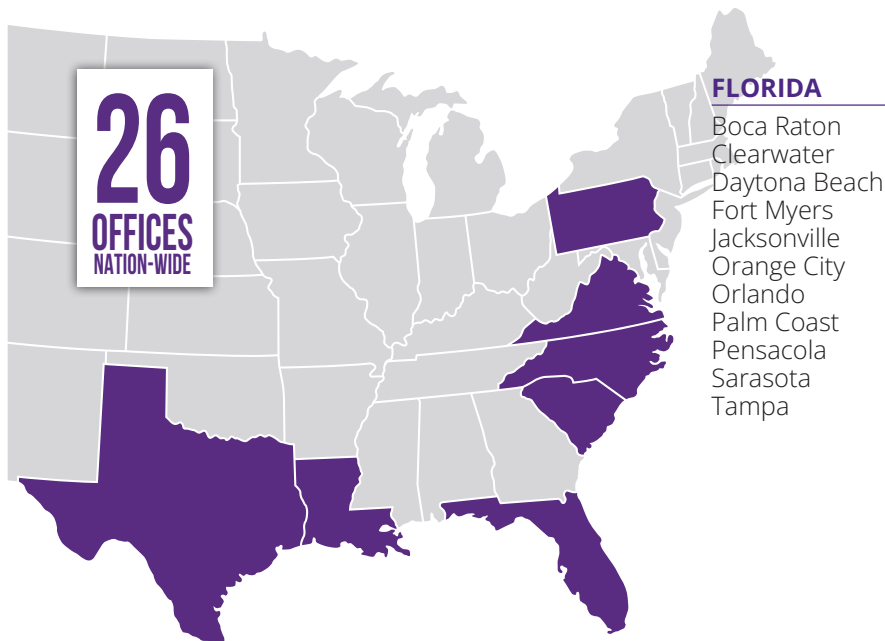 26
OFFICES
NATION-WIDE
FLORIDA
Boca Raton
Clearwater
Daytona Beach
Fort Myers
Jacksonville
Orange City
Orlando
Palm Coast
Pensacola
Sarasota
Tampa